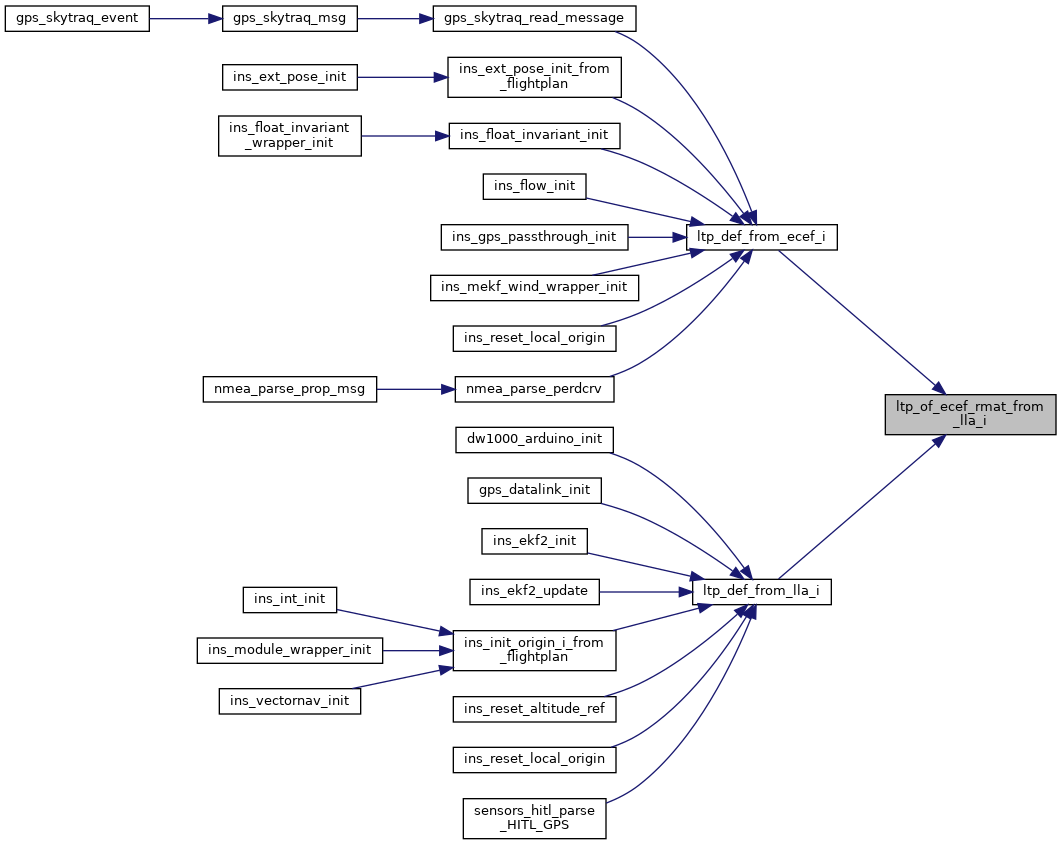 gps_skytraq_event
gps_skytraq_msg
gps_skytraq_read_message
ins_ext_pose_init
ins_ext_pose_init_from
_flightplan
ins_float_invariant
_wrapper_init
ins_float_invariant_init
ins_flow_init
ins_gps_passthrough_init
ltp_def_from_ecef_i
ins_mekf_wind_wrapper_init
ins_reset_local_origin
nmea_parse_prop_msg
nmea_parse_perdcrv
ltp_of_ecef_rmat_from
_lla_i
dw1000_arduino_init
gps_datalink_init
ins_ekf2_init
ins_ekf2_update
ltp_def_from_lla_i
ins_int_init
ins_module_wrapper_init
ins_init_origin_i_from
_flightplan
ins_vectornav_init
ins_reset_altitude_ref
ins_reset_local_origin
sensors_hitl_parse
_HITL_GPS